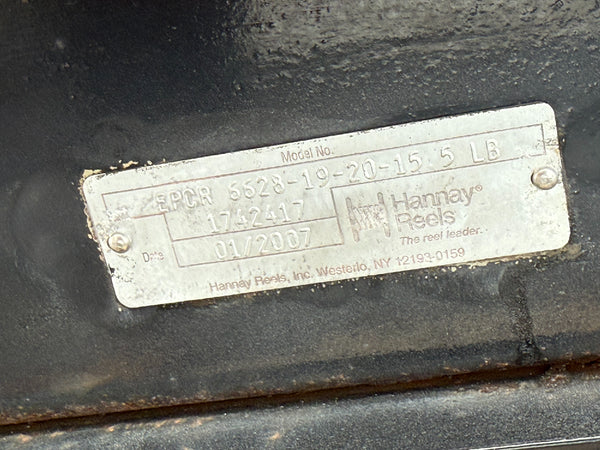 Model No.
EPCR 6628-19-20-15.5 LB
1742417
Date 01/2007
Hannay®
Reels
The reel leader.
Hannay Reels, Inc. Westerlo, NY 12193-0159